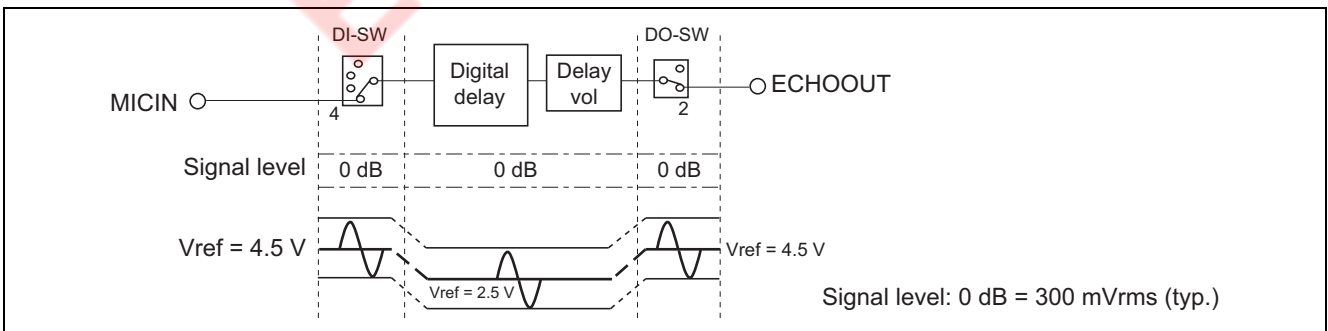 DI-SW
DO-SW
Digital
delay
Delay
vol
MICIN
ECHOOUT
4
2
Signal level
0 dB
0 dB
0 dB
Vref = 4.5 V
Vref = 2.5 V
Vref = 4.5 V
Signal level: 0 dB = 300 mVrms (typ.)